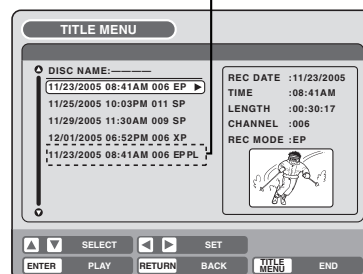 TITLE MENU
DISC NAME:————
11/23/2005 08:41AM 006 EP
11/25/2005 10:03PM 011 SP
11/29/2005 11:30AM 009 SP
12/01/2005 06:52PM 006 XP
11/23/2005 08:41AM 006 EP PL
REC DATE :11/23/2005
TIME :08:41AM
LENGTH :00:30:17
CHANNEL :006
REC MODE :EP
SELECT SET
ENTER PLAY RETURN BACK TITLE MENU END